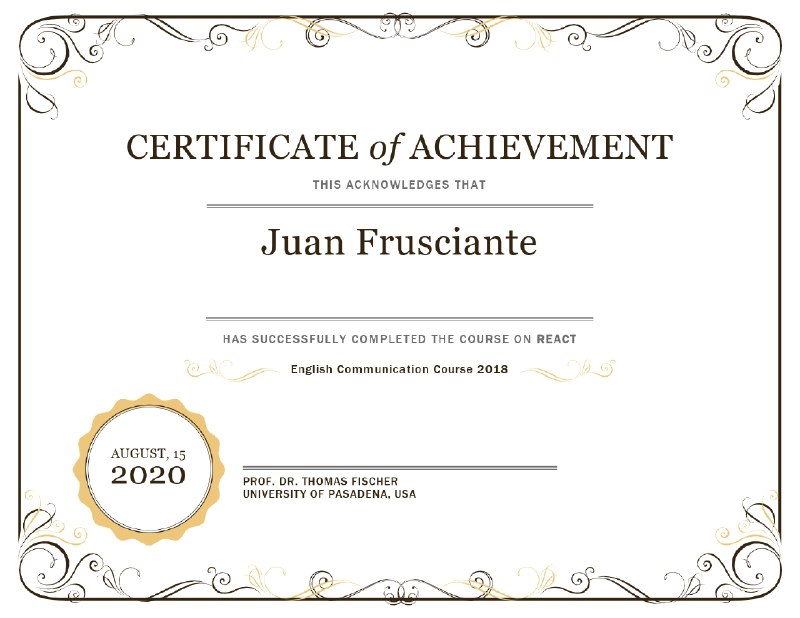 CERTIFICATE of ACHIEVEMENT
THIS ACKNOWLEDGES THAT
Juan Frusciante
HAS SUCCESSFULLY COMPLETED THE COURSE ON REACT
English Communication Course 2018
AUGUST, 15
2020
PROF. DR. THOMAS FISCHER
UNIVERSITY OF PASADENA, USA